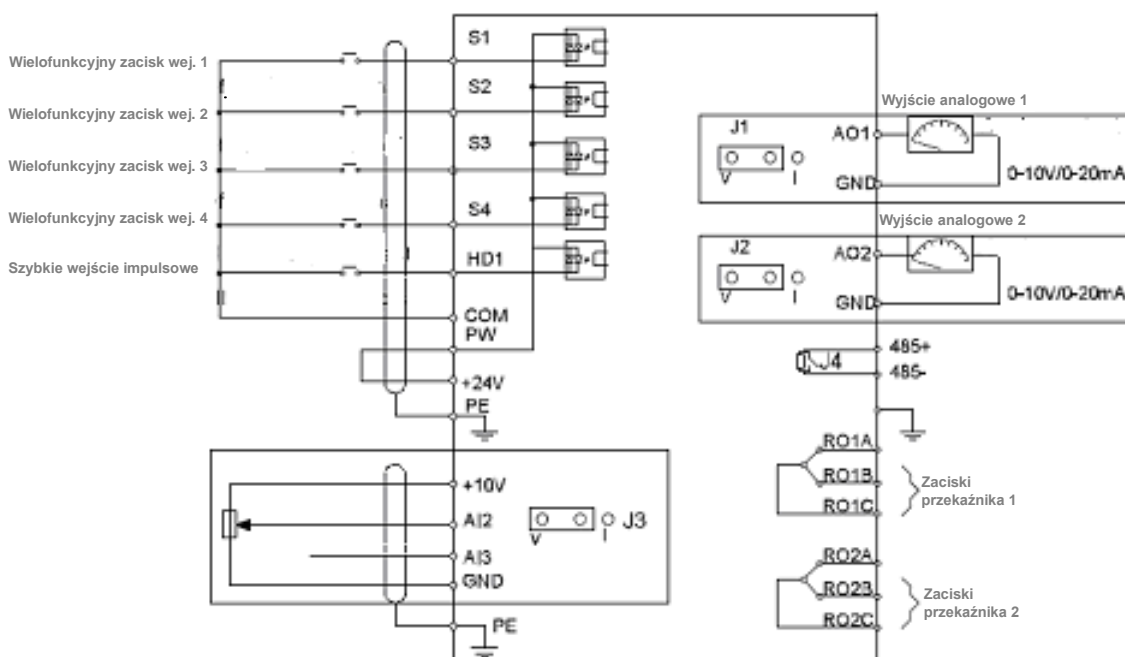 Wielofunkcyjny zacisk wej. 1
Wielofunkcyjny zacisk wej. 2
Wielofunkcyjny zacisk wej. 3
Wielofunkcyjny zacisk wej. 4
Szybkie wejście impulsowe
S1
S2
S3
S4
HD1
COM
PW
+24V
PE
+10V
AI2
AI3
GND
PE
V
I
J3
Wyjście analogowe 1
J1
V
I
AO1
GND
0-10V/0-20mA
Wyjście analogowe 2
J2
V
I
AO2
GND
0-10V/0-20mA
J4
485+
485-
RO1A
RO1B
RO1C
Zaciski
przekaźnika 1
RO2A
RO2B
RO2C
Zaciski
przekaźnika 2